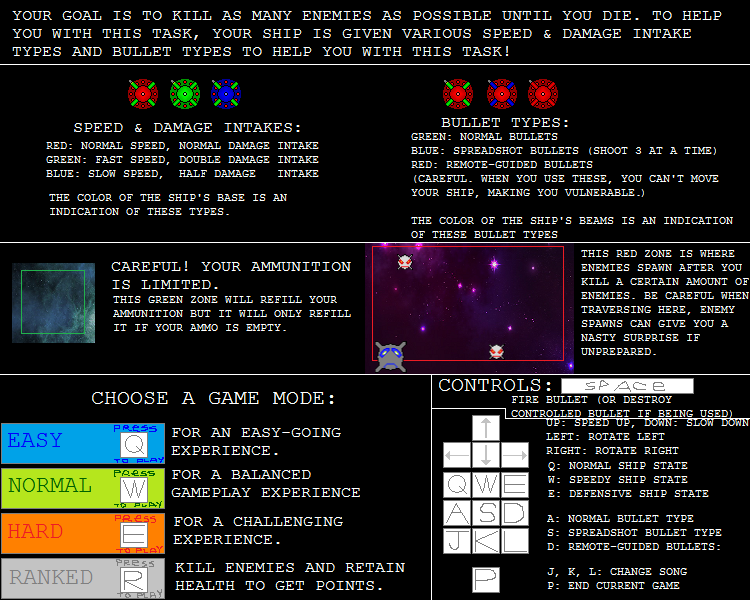 YOUR GOAL IS TO KILL AS MANY ENEMIES AS POSSIBLE UNTIL YOU DIE. TO HELP
YOU WITH THIS TASK, YOUR SHIP IS GIVEN VARIOUS SPEED & DAMAGE INTAKE
TYPES AND BULLET TYPES TO HELP YOU WITH THIS TASK!
SPEED & DAMAGE INTAKES:
RED: NORMAL SPEED, NORMAL DAMAGE INTAKE
GREEN: FAST SPEED, DOUBLE DAMAGE INTAKE
BLUE: SLOW SPEED, HALF DAMAGE INTAKE
THE COLOR OF THE SHIP'S BASE IS AN
INDICATION OF THESE TYPES.
BULLET TYPES:
GREEN: NORMAL BULLETS
BLUE: SPREADSHOT BULLETS (SHOOT 3 AT A TIME)
RED: REMOTE-GUIDED BULLETS
(CAREFUL. WHEN YOU USE THESE, YOU CAN'T MOVE
YOUR SHIP, MAKING YOU VULNERABLE.)
THE COLOR OF THE SHIP'S BEAMS IS AN INDICATION
OF THESE BULLET TYPES
CAREFUL! YOUR AMMUNITION
IS LIMITED.
THIS GREEN ZONE WILL REFILL YOUR
AMMUNITION BUT IT WILL ONLY REFILL
IT IF YOUR AMMO IS EMPTY.
THIS RED ZONE IS WHERE
ENEMIES SPAWN AFTER YOU
KILL A CERTAIN AMOUNT OF
ENEMIES. BE CAREFUL WHEN
TRAVERSING HERE, ENEMY
SPAWNS CAN GIVE YOU A
NASTY SURPRISE IF
UNPREPARED.
CHOOSE A GAME MODE:
EASY
PRESS
Q
TO PLAY
FOR AN EASY-GOING
EXPERIENCE.
NORMAL
PRESS
W
TO PLAY
FOR A BALANCED
GAMEPLAY EXPERIENCE
HARD
PRESS
E
TO PLAY
FOR A CHALLENGING
EXPERIENCE.
RANKED
PRESS
R
TO PLAY
KILL ENEMIES AND RETAIN
HEALTH TO GET POINTS.
CONTROLS:
SPACE
FIRE BULLET (OR DESTROY
CONTROLLED BULLET IF BEING USED)
↑
← ↓ →
QWE
ASD
JKL
P
UP: SPEED UP, DOWN: SLOW DOWN
LEFT: ROTATE LEFT
RIGHT: ROTATE RIGHT
Q: NORMAL SHIP STATE
W: SPEEDY SHIP STATE
E: DEFENSIVE SHIP STATE
A: NORMAL BULLET TYPE
S: SPREADSHOT BULLET TYPE
D: REMOTE-GUIDED BULLETS:
J, K, L: CHANGE SONG
P: END CURRENT GAME